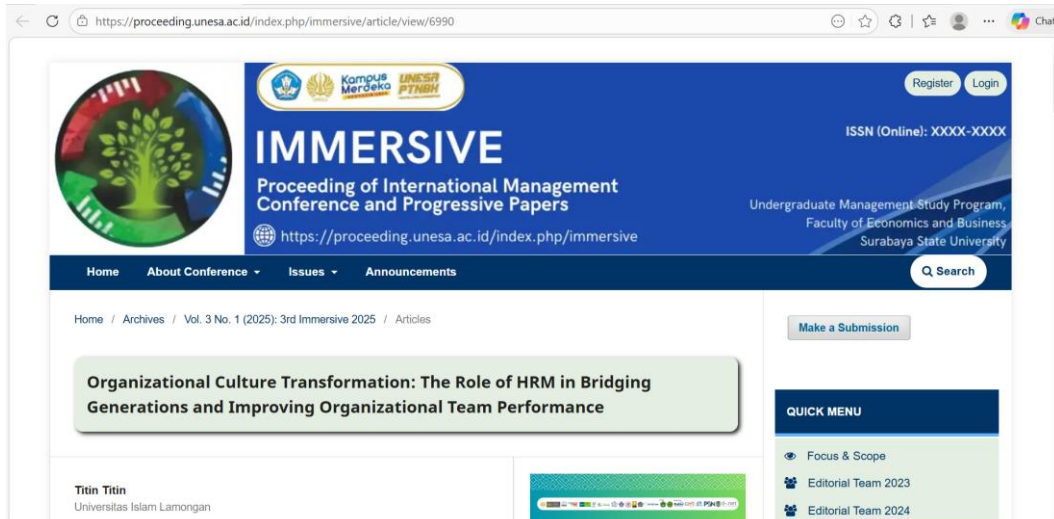 https://proceeding.unesa.ac.id/index.php/immersive/article/view/6990
Chat
Kampus
Merdeka
UNESA
PTNBH
Register
Login
ISSN (Online): XXXX-XXXX
IMMERSIVE
Proceeding of International Management
Conference and Progressive Papers
https://proceeding.unesa.ac.id/index.php/immersive
Undergraduate Management Study Program,
Faculty of Economics and Business
Surabaya State University
Home About Conference Issues Announcements
Search
Home / Archives / Vol. 3 No. 1 (2025): 3rd Immersive 2025 / Articles
Make a Submission
Organizational Culture Transformation: The Role of HRM in Bridging
Generations and Improving Organizational Team Performance
QUICK MENU
Focus & Scope
Editorial Team 2023
Editorial Team 2024
Titin Titin
Universitas Islam Lamongan